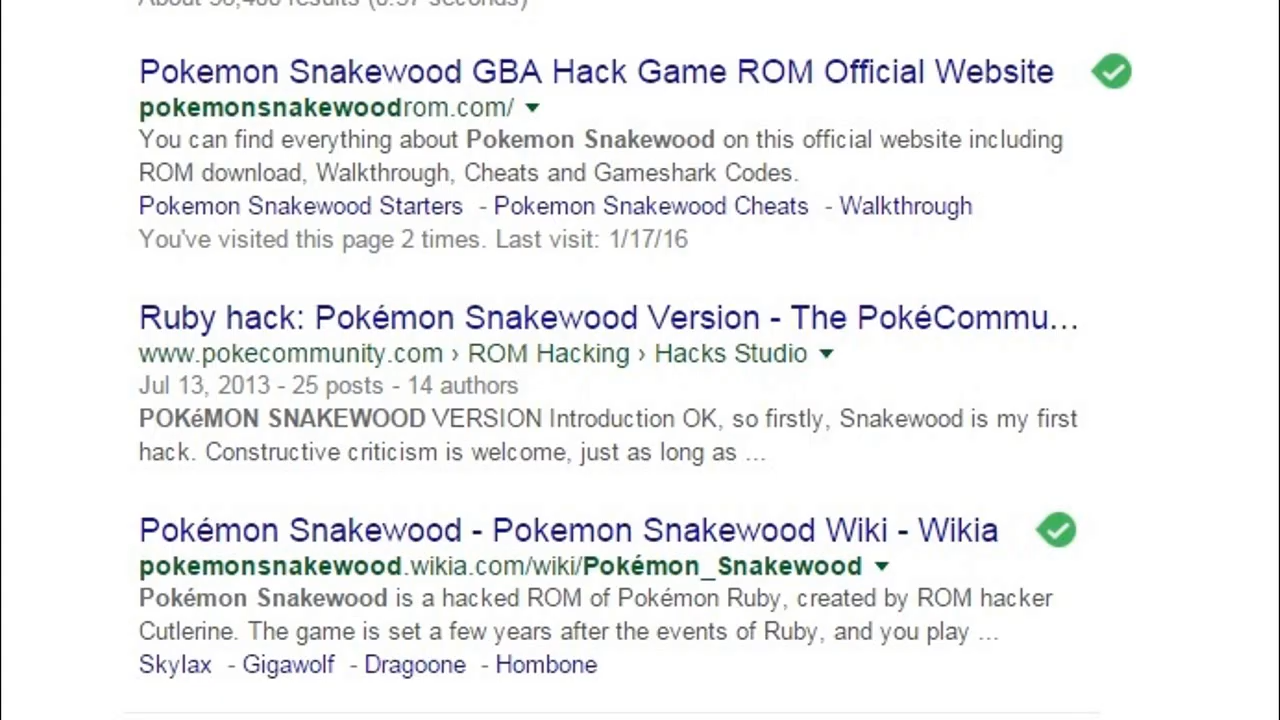 Pokemon Snakewood GBA Hack Game ROM Official Website
pokemonsnakewoodrom.com/
You can find everything about Pokemon Snakewood on this official website including
ROM download, Walkthrough, Cheats and Gameshark Codes.
Pokemon Snakewood Starters - Pokemon Snakewood Cheats - Walkthrough
You've visited this page 2 times. Last visit: 1/17/16
Ruby hack: Pokémon Snakewood Version - The PokéCommu...
www.pokecommunity.com › ROM Hacking › Hacks Studio
Jul 13, 2013 - 25 posts - 14 authors
POKéMON SNAKEWOOD VERSION Introduction OK, so firstly, Snakewood is my first
hack. Constructive criticism is welcome, just as long as ...
Pokémon Snakewood - Pokemon Snakewood Wiki - Wikia
pokemonsnakewood.wikia.com/wiki/Pokémon_Snakewood
Pokémon Snakewood is a hacked ROM of Pokémon Ruby, created by ROM hacker
Cutlerine. The game is set a few years after the events of Ruby, and you play ...
Skylax - Gigawolf - Dragoone - Hombone